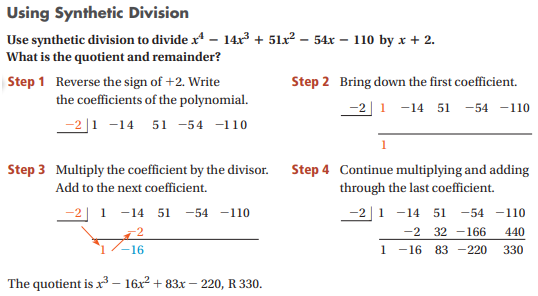 Using Synthetic Division
Use synthetic division to divide x⁴ − 14x³ + 51x² − 54x − 110 by x + 2.
What is the quotient and remainder?
Step 1 Reverse the sign of +2. Write
the coefficients of the polynomial.
−2 | 1 −14 51 −54 −110
Step 2 Bring down the first coefficient.
−2 | 1 −14 51 −54 −110
1
Step 3 Multiply the coefficient by the divisor.
Add to the next coefficient.
−2 | 1 −14 51 −54 −110
−2
1 −16
Step 4 Continue multiplying and adding
through the last coefficient.
−2 | 1 −14 51 −54 −110
−2 32 −166 440
1 −16 83 −220 330
The quotient is x³ − 16x² + 83x − 220, R 330.